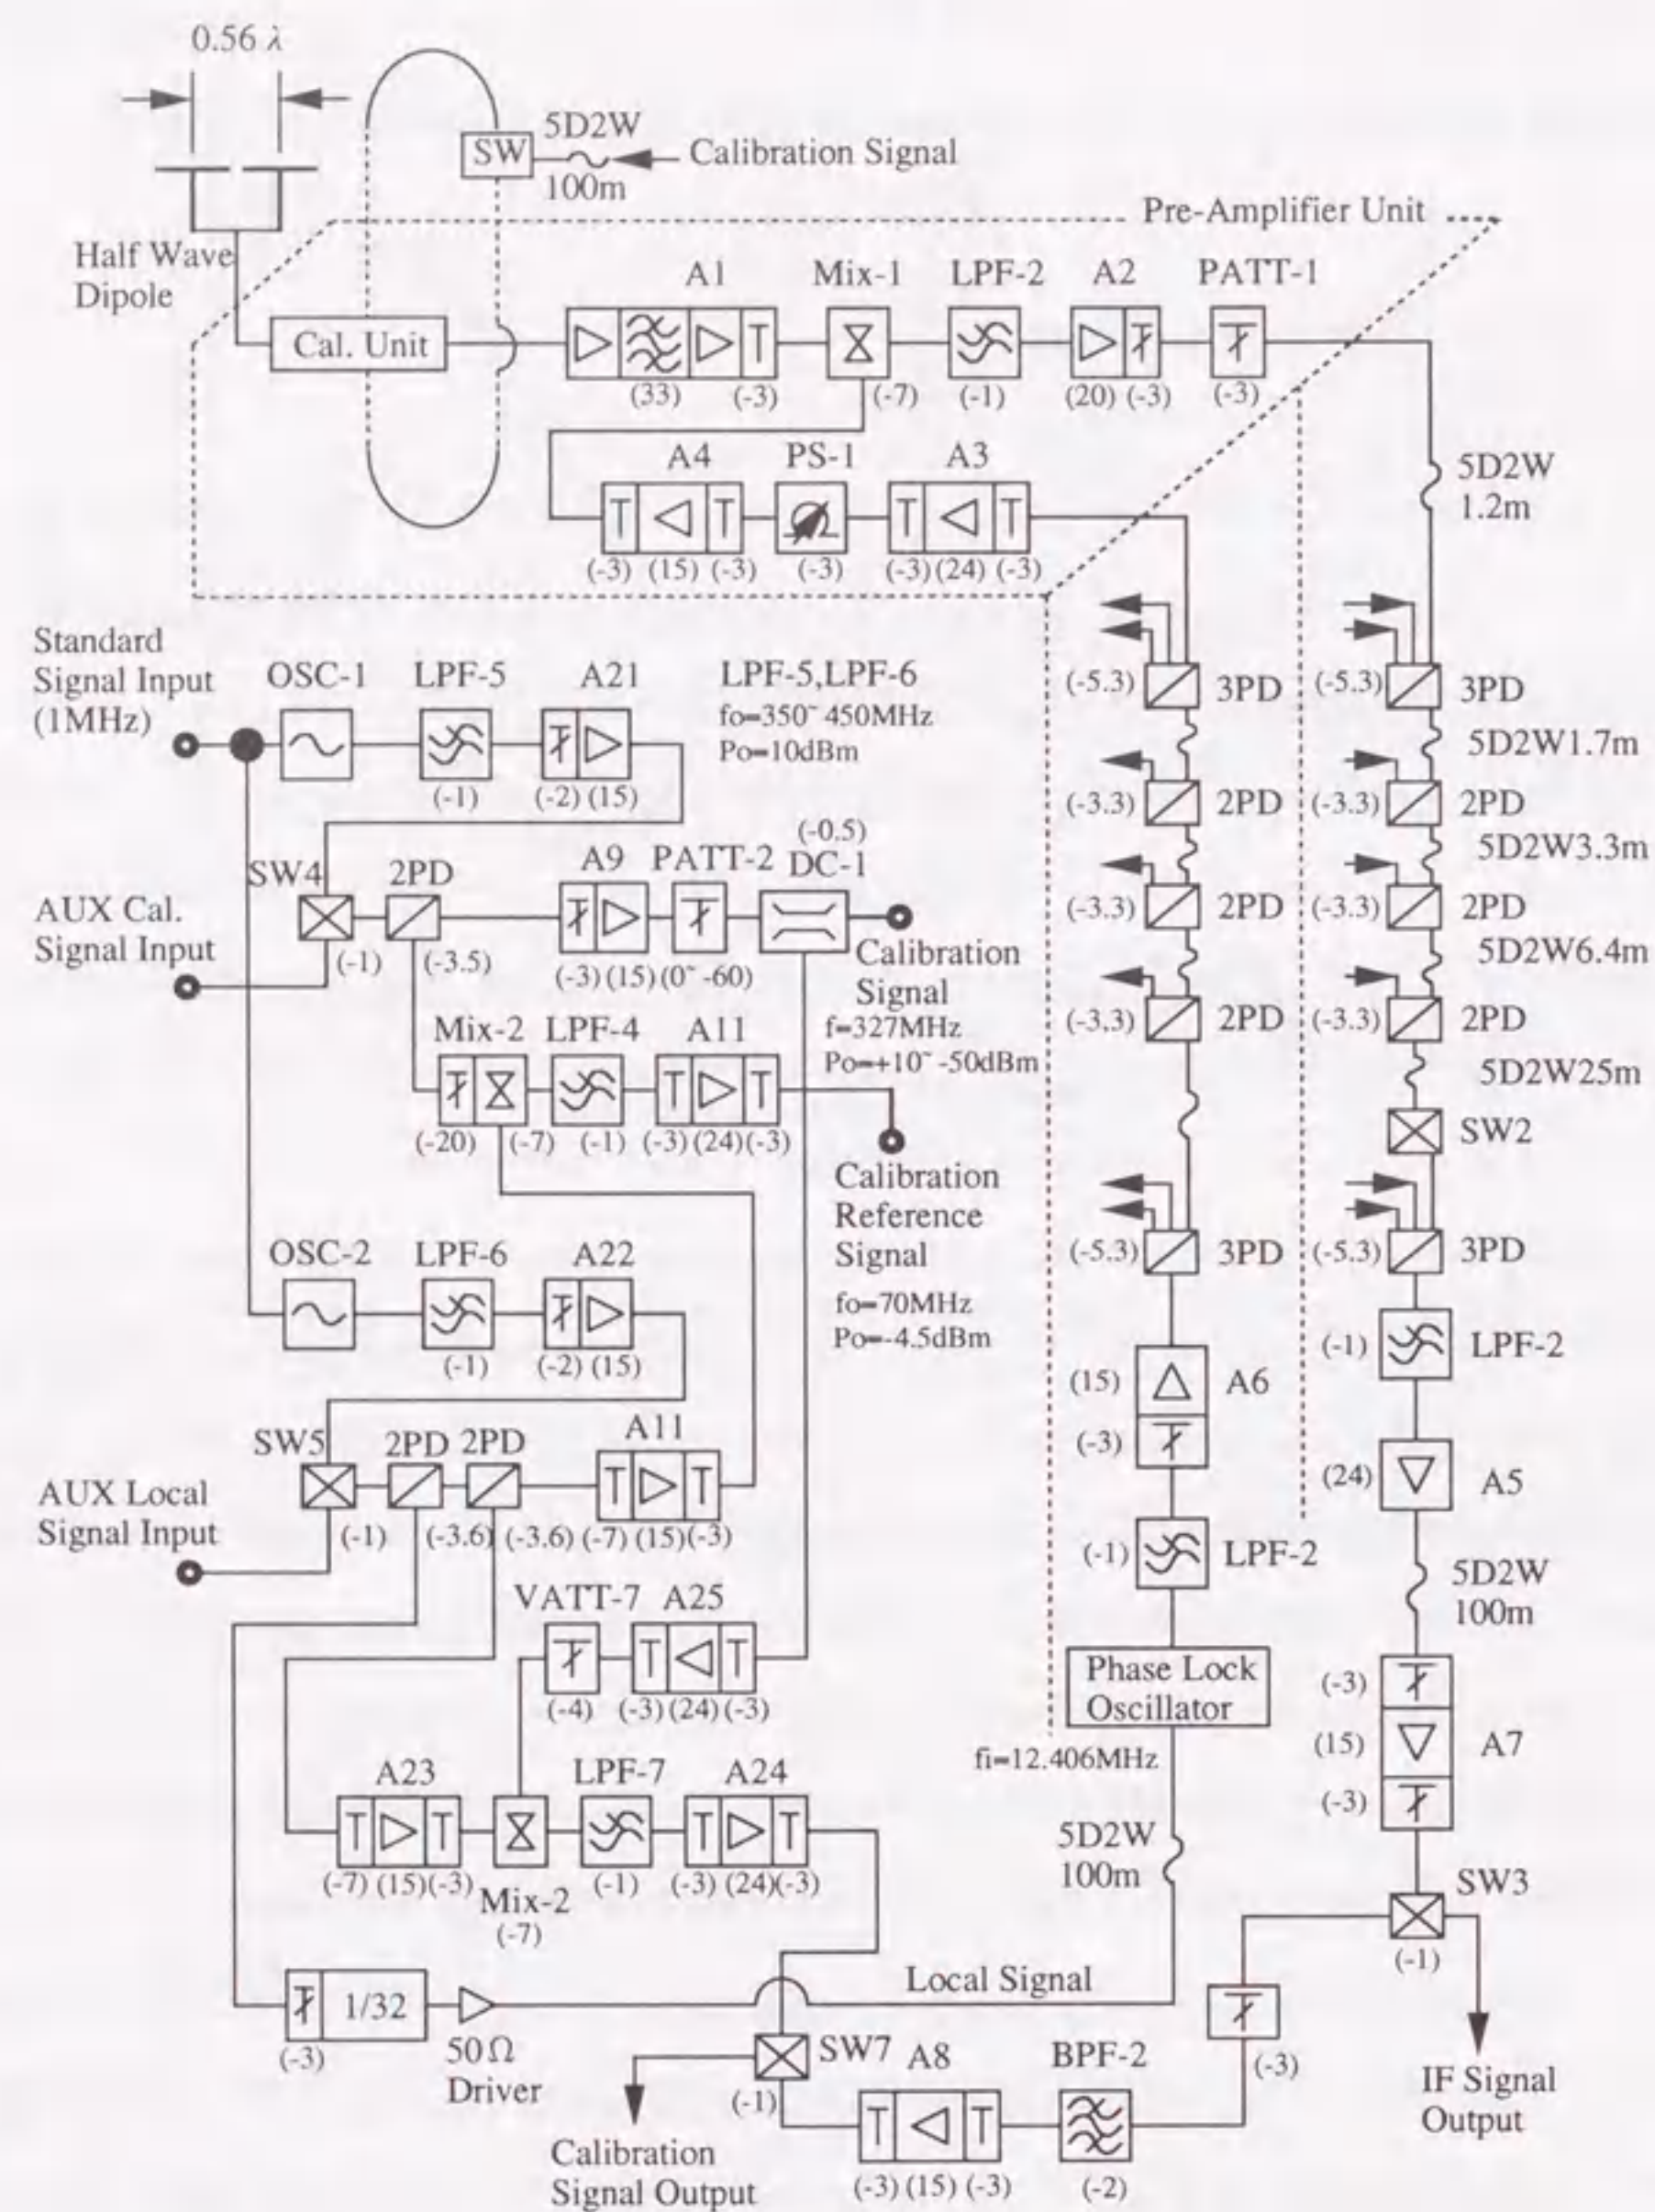 0.56 λ
SW
5D2W
100m
Calibration Signal
Pre-Amplifier Unit
Half Wave
Dipole
Cal. Unit
A1
Mix-1
LPF-2
A2
PATT-1
(33)
(-3)
(-7)
(-1)
(20) (-3)
(-3)
A4
PS-1
A3
(-3) (15) (-3)
(-3)
(-3) (24) (-3)
5D2W
1.2m
Standard
Signal Input
(1MHz)
OSC-1
LPF-5
A21
(-1)
(-2) (15)
LPF-5,LPF-6
fo=350~ 450MHz
Po=10dBm
(-5.3)
3PD
(-5.3)
3PD
5D2W1.7m
(-3.3)
2PD
(-3.3)
2PD
5D2W3.3m
(-3.3)
2PD
(-3.3)
2PD
5D2W6.4m
(-3,3)
2PD
(-3.3)
2PD
5D2W25m
SW2
(-5.3)
3PD
(-5.3)
3PD
SW4
2PD
A9
PATT-2
(-0.5)
DC-1
AUX Cal.
Signal Input
(-1)
(-3.5)
(-3) (15) (0~ -60)
Calibration
Signal
f=327MHz
Po=+10~ -50dBm
Mix-2
LPF-4
A11
(-20)
(-7)
(-1)
(-3) (24) (-3)
Calibration
Reference
Signal
fo=70MHz
Po=-4.5dBm
OSC-2
LPF-6
A22
(-1)
(-2) (15)
(15)
A6
(-3)
(-1)
LPF-2
(-1)
LPF-2
(24)
A5
5D2W
100m
SW5
2PD
2PD
A11
AUX Local
Signal Input
(-1)
(-3.6)
(-3.6)
(-7) (15) (-3)
VATT-7
A25
(-4)
(-3) (24) (-3)
Phase Lock
Oscillator
fi=12.406MHz
(-3)
(15)
A7
(-3)
A23
LPF-7
A24
(-7) (15) (-3)
Mix-2
(-7)
(-1)
(-3) (24) (-3)
5D2W
100m
SW3
(-1)
1/32
(-3)
50Ω
Driver
Local Signal
SW7
(-1)
A8
BPF-2
(-3)
(-3) (15) (-3)
(-2)
Calibration
Signal Output
IF Signal
Output